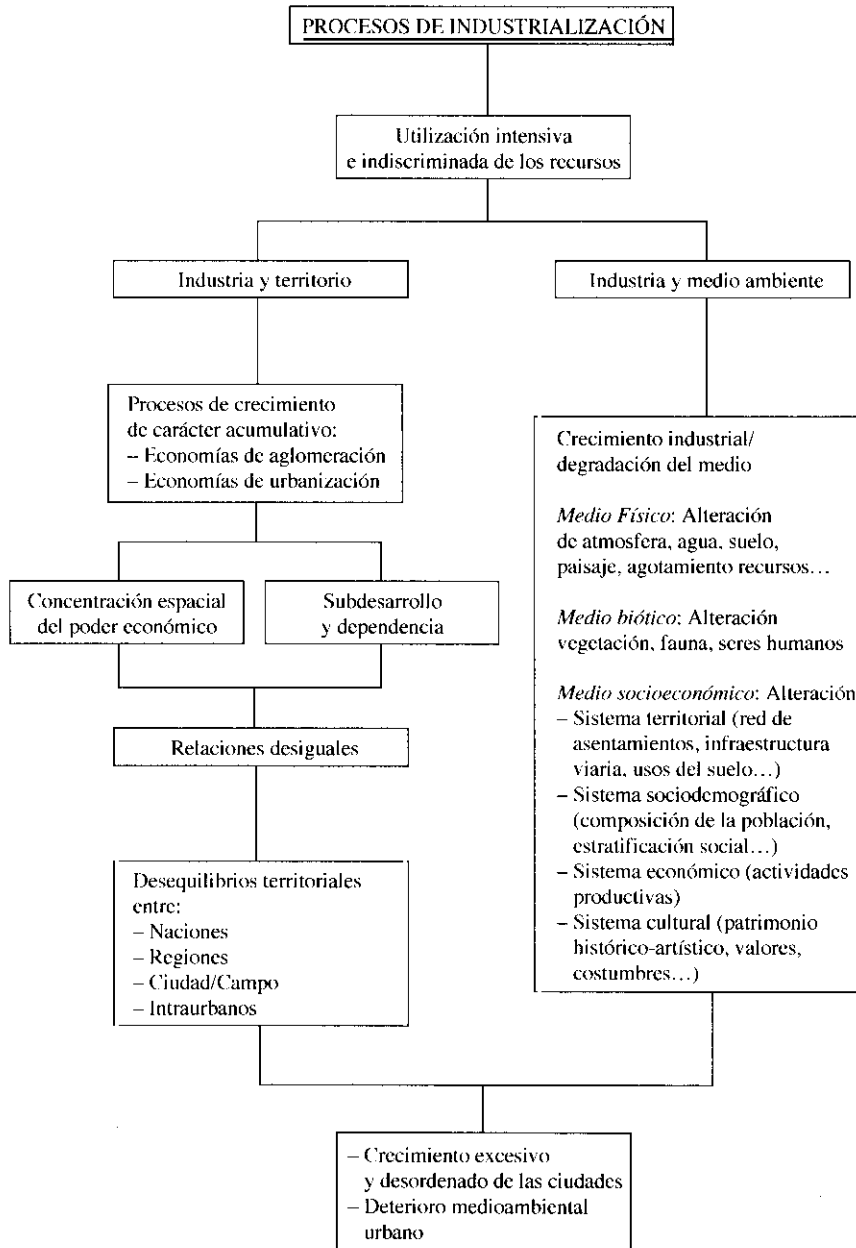 PROCESOS DE INDUSTRIALIZACIÓN
Utilización intensiva
e indiscriminada de los recursos
Industria y territorio
Industria y medio ambiente
Procesos de crecimiento
de carácter acumulativo:
– Economías de aglomeración
– Economías de urbanización
Concentración espacial
del poder económico
Subdesarrollo
y dependencia
Relaciones desiguales
Desequilibrios territoriales
entre:
– Naciones
– Regiones
– Ciudad/Campo
– Intraurbanos
Crecimiento industrial/
degradación del medio
Medio Físico: Alteración
de atmosfera, agua, suelo,
paisaje, agotamiento recursos...
Medio biótico: Alteración
vegetación, fauna, seres humanos
Medio socioeconómico: Alteración
– Sistema territorial (red de
asentamientos, infraestructura
viaria, usos del suelo...)
– Sistema sociodemográfico
(composición de la población,
estratificación social...)
– Sistema económico (actividades
productivas)
– Sistema cultural (patrimonio
histórico-artístico, valores,
costumbres...)
– Crecimiento excesivo
y desordenado de las ciudades
– Deterioro medioambiental
urbano